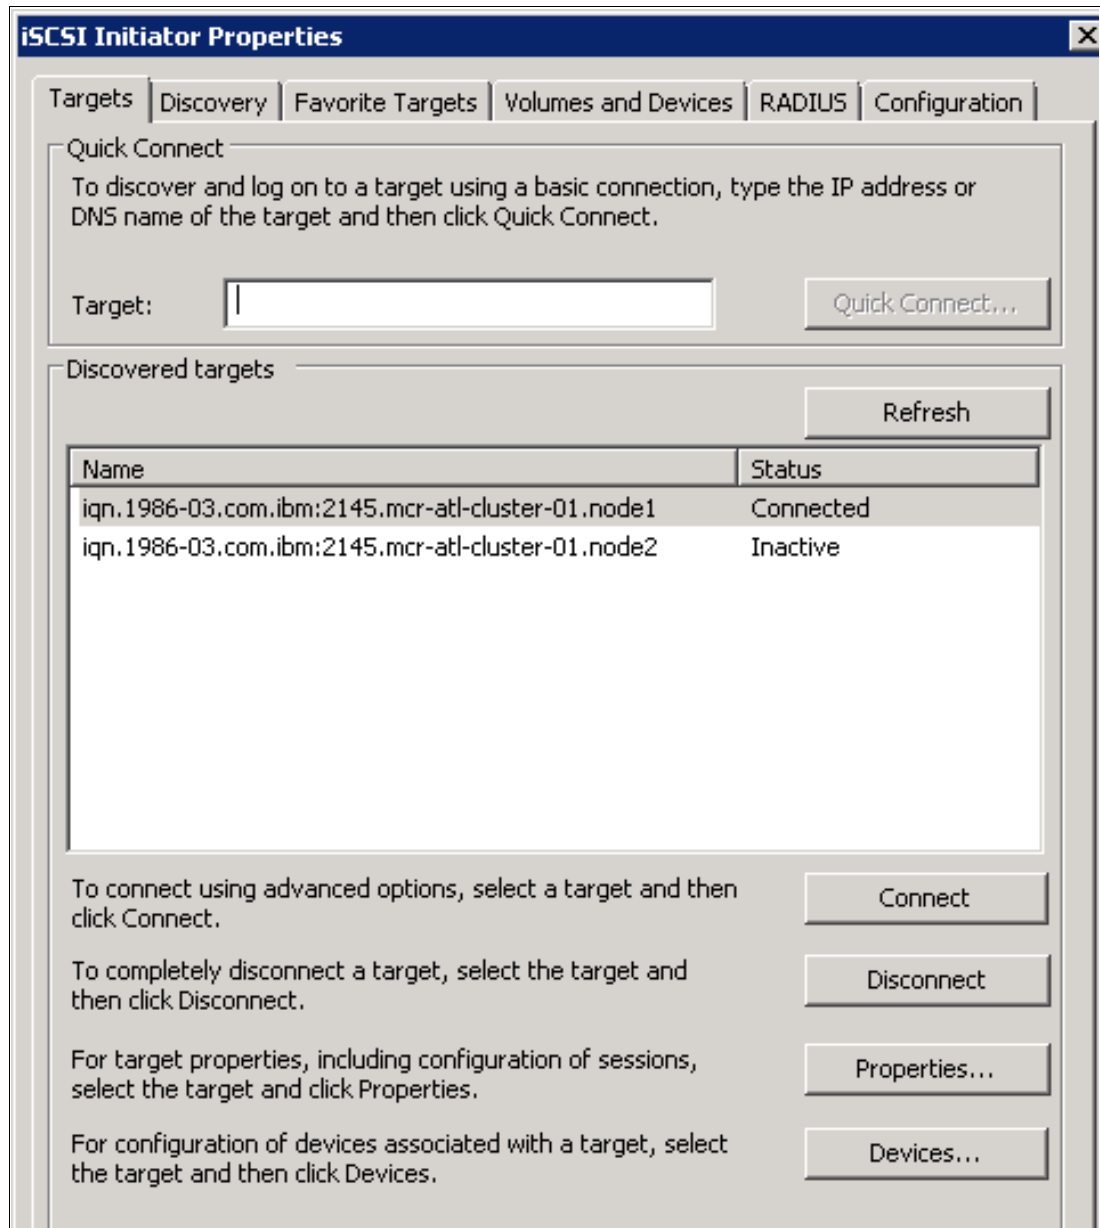 iSCSI Initiator Properties
Targets Discovery Favorite Targets Volumes and Devices RADIUS Configuration
Quick Connect
To discover and log on to a target using a basic connection, type the IP address or
DNS name of the target and then click Quick Connect.
Target: Quick Connect...
Discovered targets
Refresh
Name Status
iqn.1986-03.com.ibm:2145.mcr-atl-cluster-01.node1 Connected
iqn.1986-03.com.ibm:2145.mcr-atl-cluster-01.node2 Inactive
To connect using advanced options, select a target and then
click Connect.
Connect
To completely disconnect a target, select the target and
then click Disconnect.
Disconnect
For target properties, including configuration of sessions,
select the target and click Properties.
Properties...
For configuration of devices associated with a target, select
the target and then click Devices.
Devices...